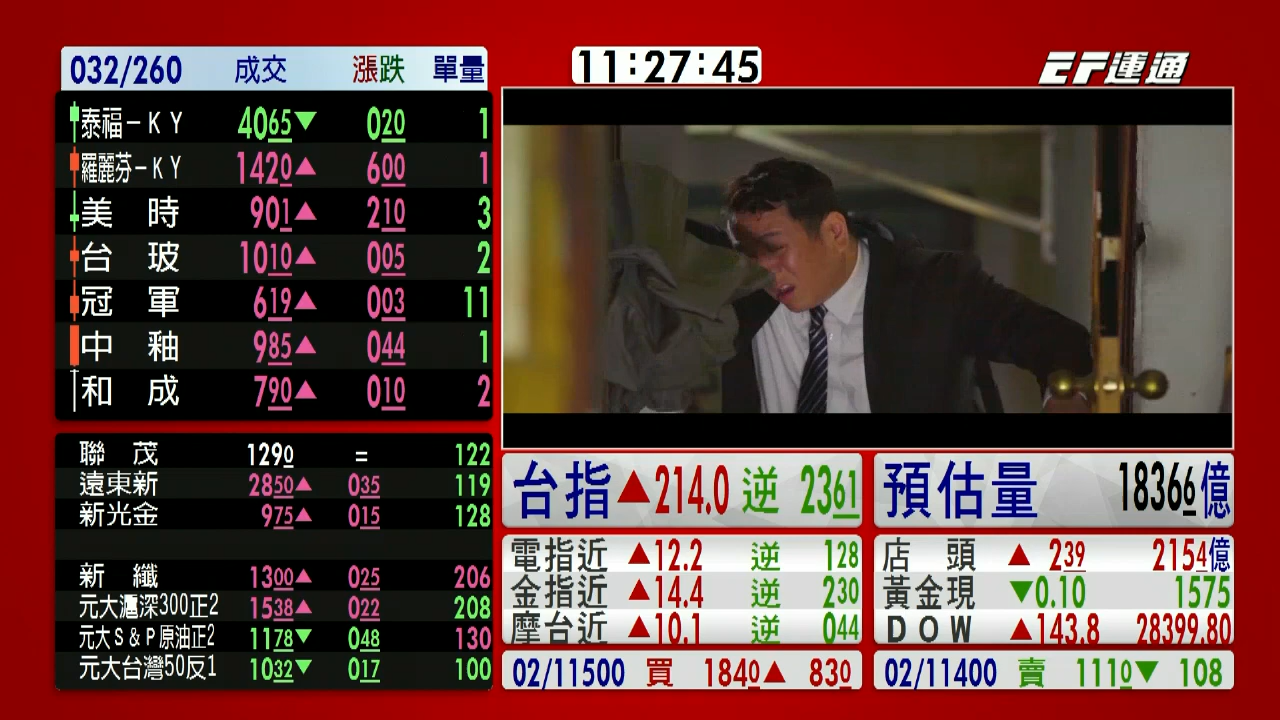 032/260 成交 漲跌 單量
泰福－ＫＹ 4065▼ 020 1
羅麗芬－ＫＹ 1420▲ 600 1
美時 901▲ 210 3
台玻 1010▲ 005 2
冠軍 619▲ 003 11
中釉 985▲ 044 1
和成 790▲ 010 2
聯茂 1290 = 122
遠東新 2850▲ 035 119
新光金 975▲ 015 128
新纖 1300▲ 025 206
元大滬深300正2 1538▲ 022 208
元大Ｓ＆Ｐ原油正2 1178▼ 048 130
元大台灣50反1 1032▼ 017 100
11:27:45
EF運通
台指▲214.0 逆 2361
預估量 18366億
電指近 ▲12.2 逆 128
金指近 ▲14.4 逆 230
摩台近 ▲10.1 逆 044
店頭 ▲ 239 2154億
黃金現 ▼0.10 1575
ＤＯＷ ▲143.8 28399.80
02/11500 買 1840▲ 830
02/11400 賣 1110▼ 108